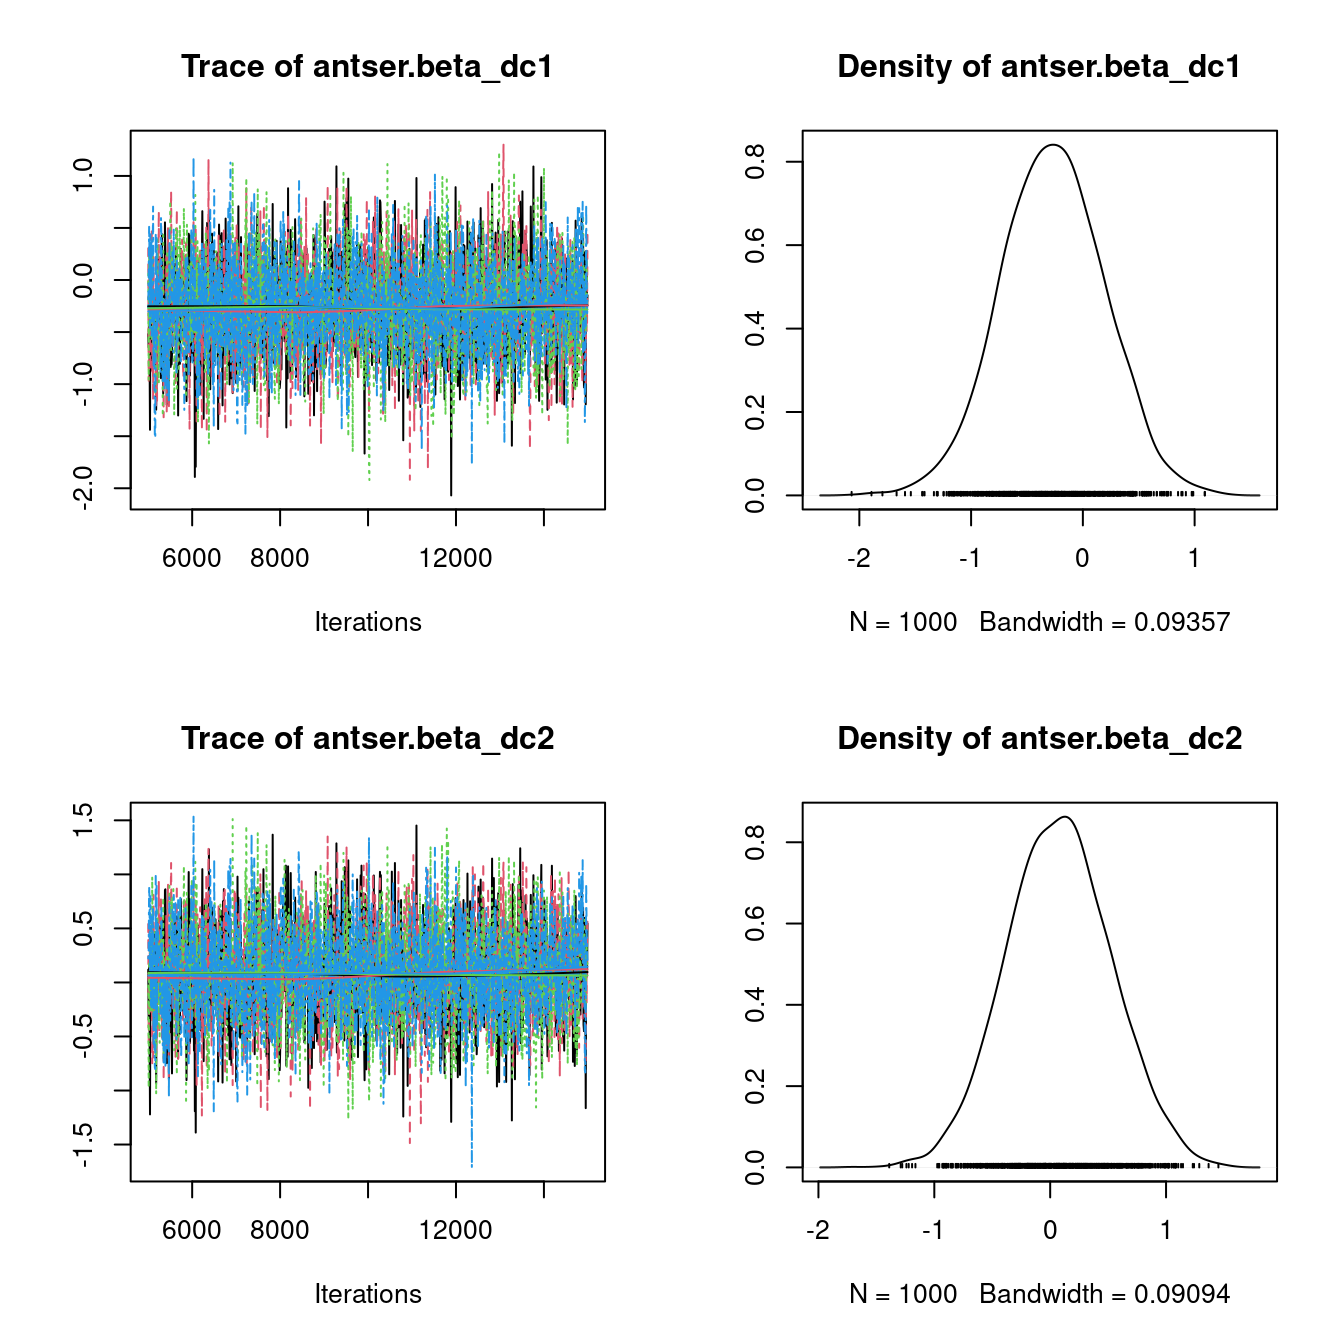 Trace of antser.beta_dc1
1.0
0.0
-1.0
-2.0
6000 8000 12000
Iterations
Density of antser.beta_dc1
0.8
0.6
0.4
0.2
0.0
-2 -1 0 1
N = 1000 Bandwidth = 0.09357
Trace of antser.beta_dc2
1.5
0.5
-0.5
-1.5
6000 8000 12000
Iterations
Density of antser.beta_dc2
0.8
0.6
0.4
0.2
0.0
-2 -1 0 1
N = 1000 Bandwidth = 0.09094